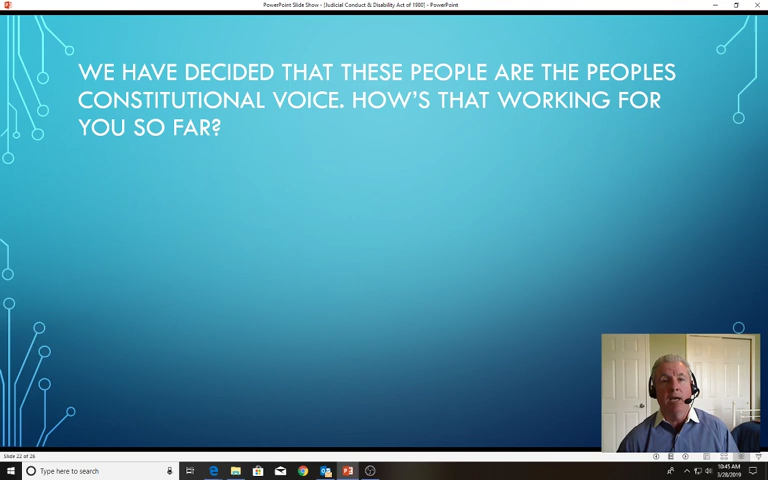 PowerPoint Slide Show - [Judicial Conduct & Disability Act of 1980] - PowerPoint
WE HAVE DECIDED THAT THESE PEOPLE ARE THE PEOPLES
CONSTITUTIONAL VOICE. HOW'S THAT WORKING FOR
YOU SO FAR?
Slide 22 of 26
Type here to search
10:45 AM
3/28/2019